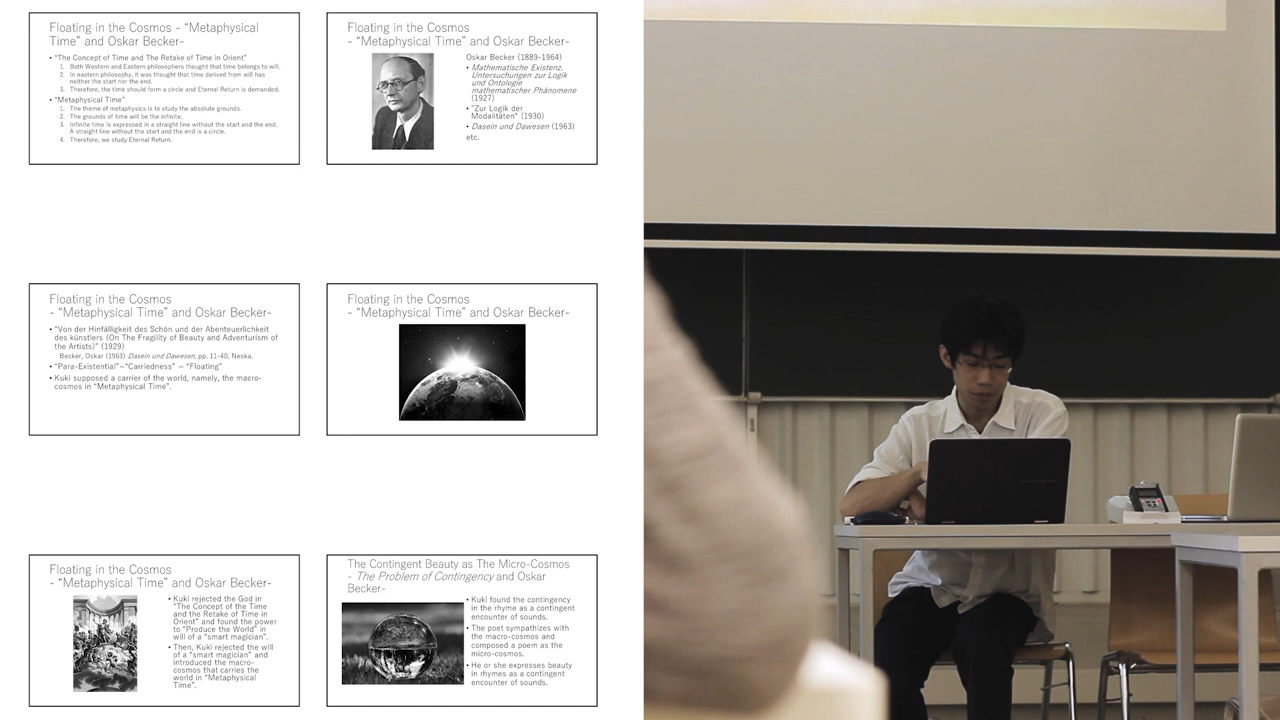 Floating in the Cosmos - “Metaphysical
Time” and Oskar Becker-
• “The Concept of Time and The Retake of Time in Orient”
1. Both Western and Eastern philosophers thought that time belongs to will.
2. In eastern philosophy, it was thought that time derived from will has
neither the start nor the end.
3. Therefore, the time should form a circle and Eternal Return is demanded.
• “Metaphysical Time”
1. The theme of metaphysics is to study the absolute grounds.
2. The grounds of time will be the infinite.
3. Infinite time is expressed in a straight line without the start and the end.
A straight line without the start and the end is a circle.
4. Therefore, we study Eternal Return.
Floating in the Cosmos
- “Metaphysical Time” and Oskar Becker-
Oskar Becker (1889-1964)
• Mathematische Existenz.
Untersuchungen zur Logik
und Ontologie
mathematischer Phänomene
(1927)
• “Zur Logik der
Modalitäten” (1930)
• Dasein und Dawesen (1963)
etc.
Floating in the Cosmos
- “Metaphysical Time” and Oskar Becker-
• “Von der Hinfälligkeit des Schön und der Abenteuerlichkeit
des künstlers (On The Fragility of Beauty and Adventurism of
the Artists)” (1929)
Becker, Oskar (1963) Dasein und Dawesen, pp. 11-40, Neska.
• “Para-Existential”—“Carriedness” — “Floating”
• Kuki supposed a carrier of the world, namely, the macro-
cosmos in “Metaphysical Time”.
Floating in the Cosmos
- “Metaphysical Time” and Oskar Becker-
Floating in the Cosmos
- “Metaphysical Time” and Oskar Becker-
• Kuki rejected the God in
“The Concept of the Time
and the Retake of Time in
Orient” and found the power
to “Produce the World” in
will of a “smart magician”.
• Then, Kuki rejected the will
of a “smart magician” and
introduced the macro-
cosmos that carries the
world in “Metaphysical
Time”.
The Contingent Beauty as The Micro-Cosmos
- The Problem of Contingency and Oskar
Becker-
• Kuki found the contingency
in the rhyme as a contingent
encounter of sounds.
• The poet sympathizes with
the macro-cosmos and
composed a poem as the
micro-cosmos.
• He or she expresses beauty
in rhymes as a contingent
encounter of sounds.